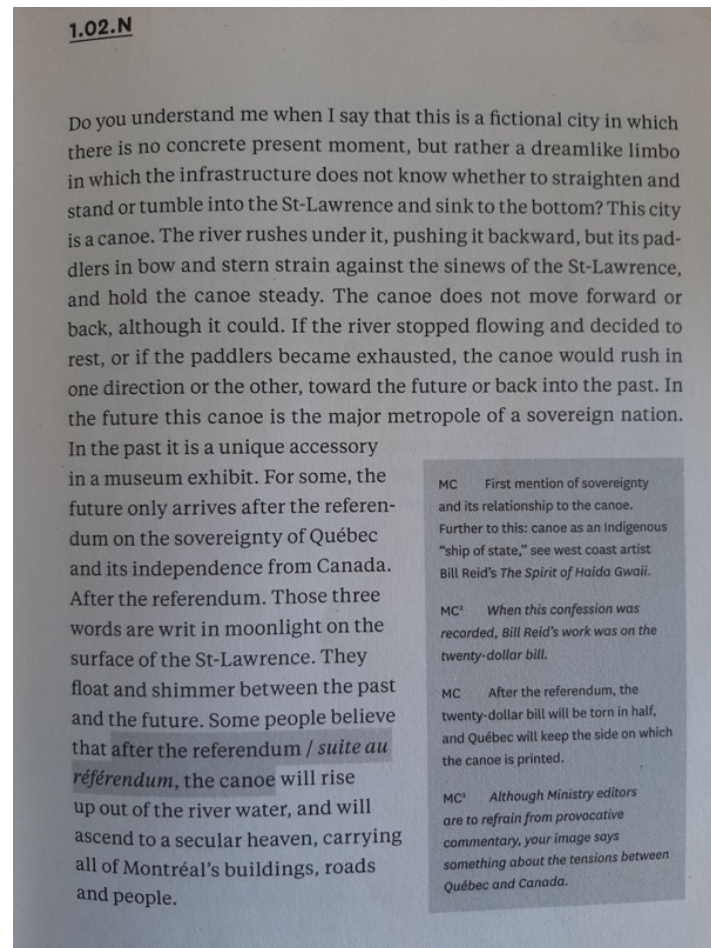 1.02.N
Do you understand me when I say that this is a fictional city in which
there is no concrete present moment, but rather a dreamlike limbo
in which the infrastructure does not know whether to straighten and
stand or tumble into the St-Lawrence and sink to the bottom? This city
is a canoe. The river rushes under it, pushing it backward, but its pad-
dlers in bow and stern strain against the sinews of the St-Lawrence,
and hold the canoe steady. The canoe does not move forward or
back, although it could. If the river stopped flowing and decided to
rest, or if the paddlers became exhausted, the canoe would rush in
one direction or the other, toward the future or back into the past. In
the future this canoe is the major metropole of a sovereign nation.
In the past it is a unique accessory
in a museum exhibit. For some, the
future only arrives after the referen-
dum on the sovereignty of Québec
and its independence from Canada.
After the referendum. Those three
words are writ in moonlight on the
surface of the St-Lawrence. They
float and shimmer between the past
and the future. Some people believe
that after the referendum / suite au
référendum, the canoe will rise
up out of the river water, and will
ascend to a secular heaven, carrying
all of Montréal's buildings, roads
and people.
MC First mention of sovereignty
and its relationship to the canoe.
Further to this: canoe as an Indigenous
"ship of state," see west coast artist
Bill Reid's The Spirit of Haida Gwaii.
MC² When this confession was
recorded, Bill Reid's work was on the
twenty-dollar bill.
MC After the referendum, the
twenty-dollar bill will be torn in half,
and Québec will keep the side on which
the canoe is printed.
MC² Although Ministry editors
are to refrain from provocative
commentary, your image says
something about the tensions between
Québec and Canada.